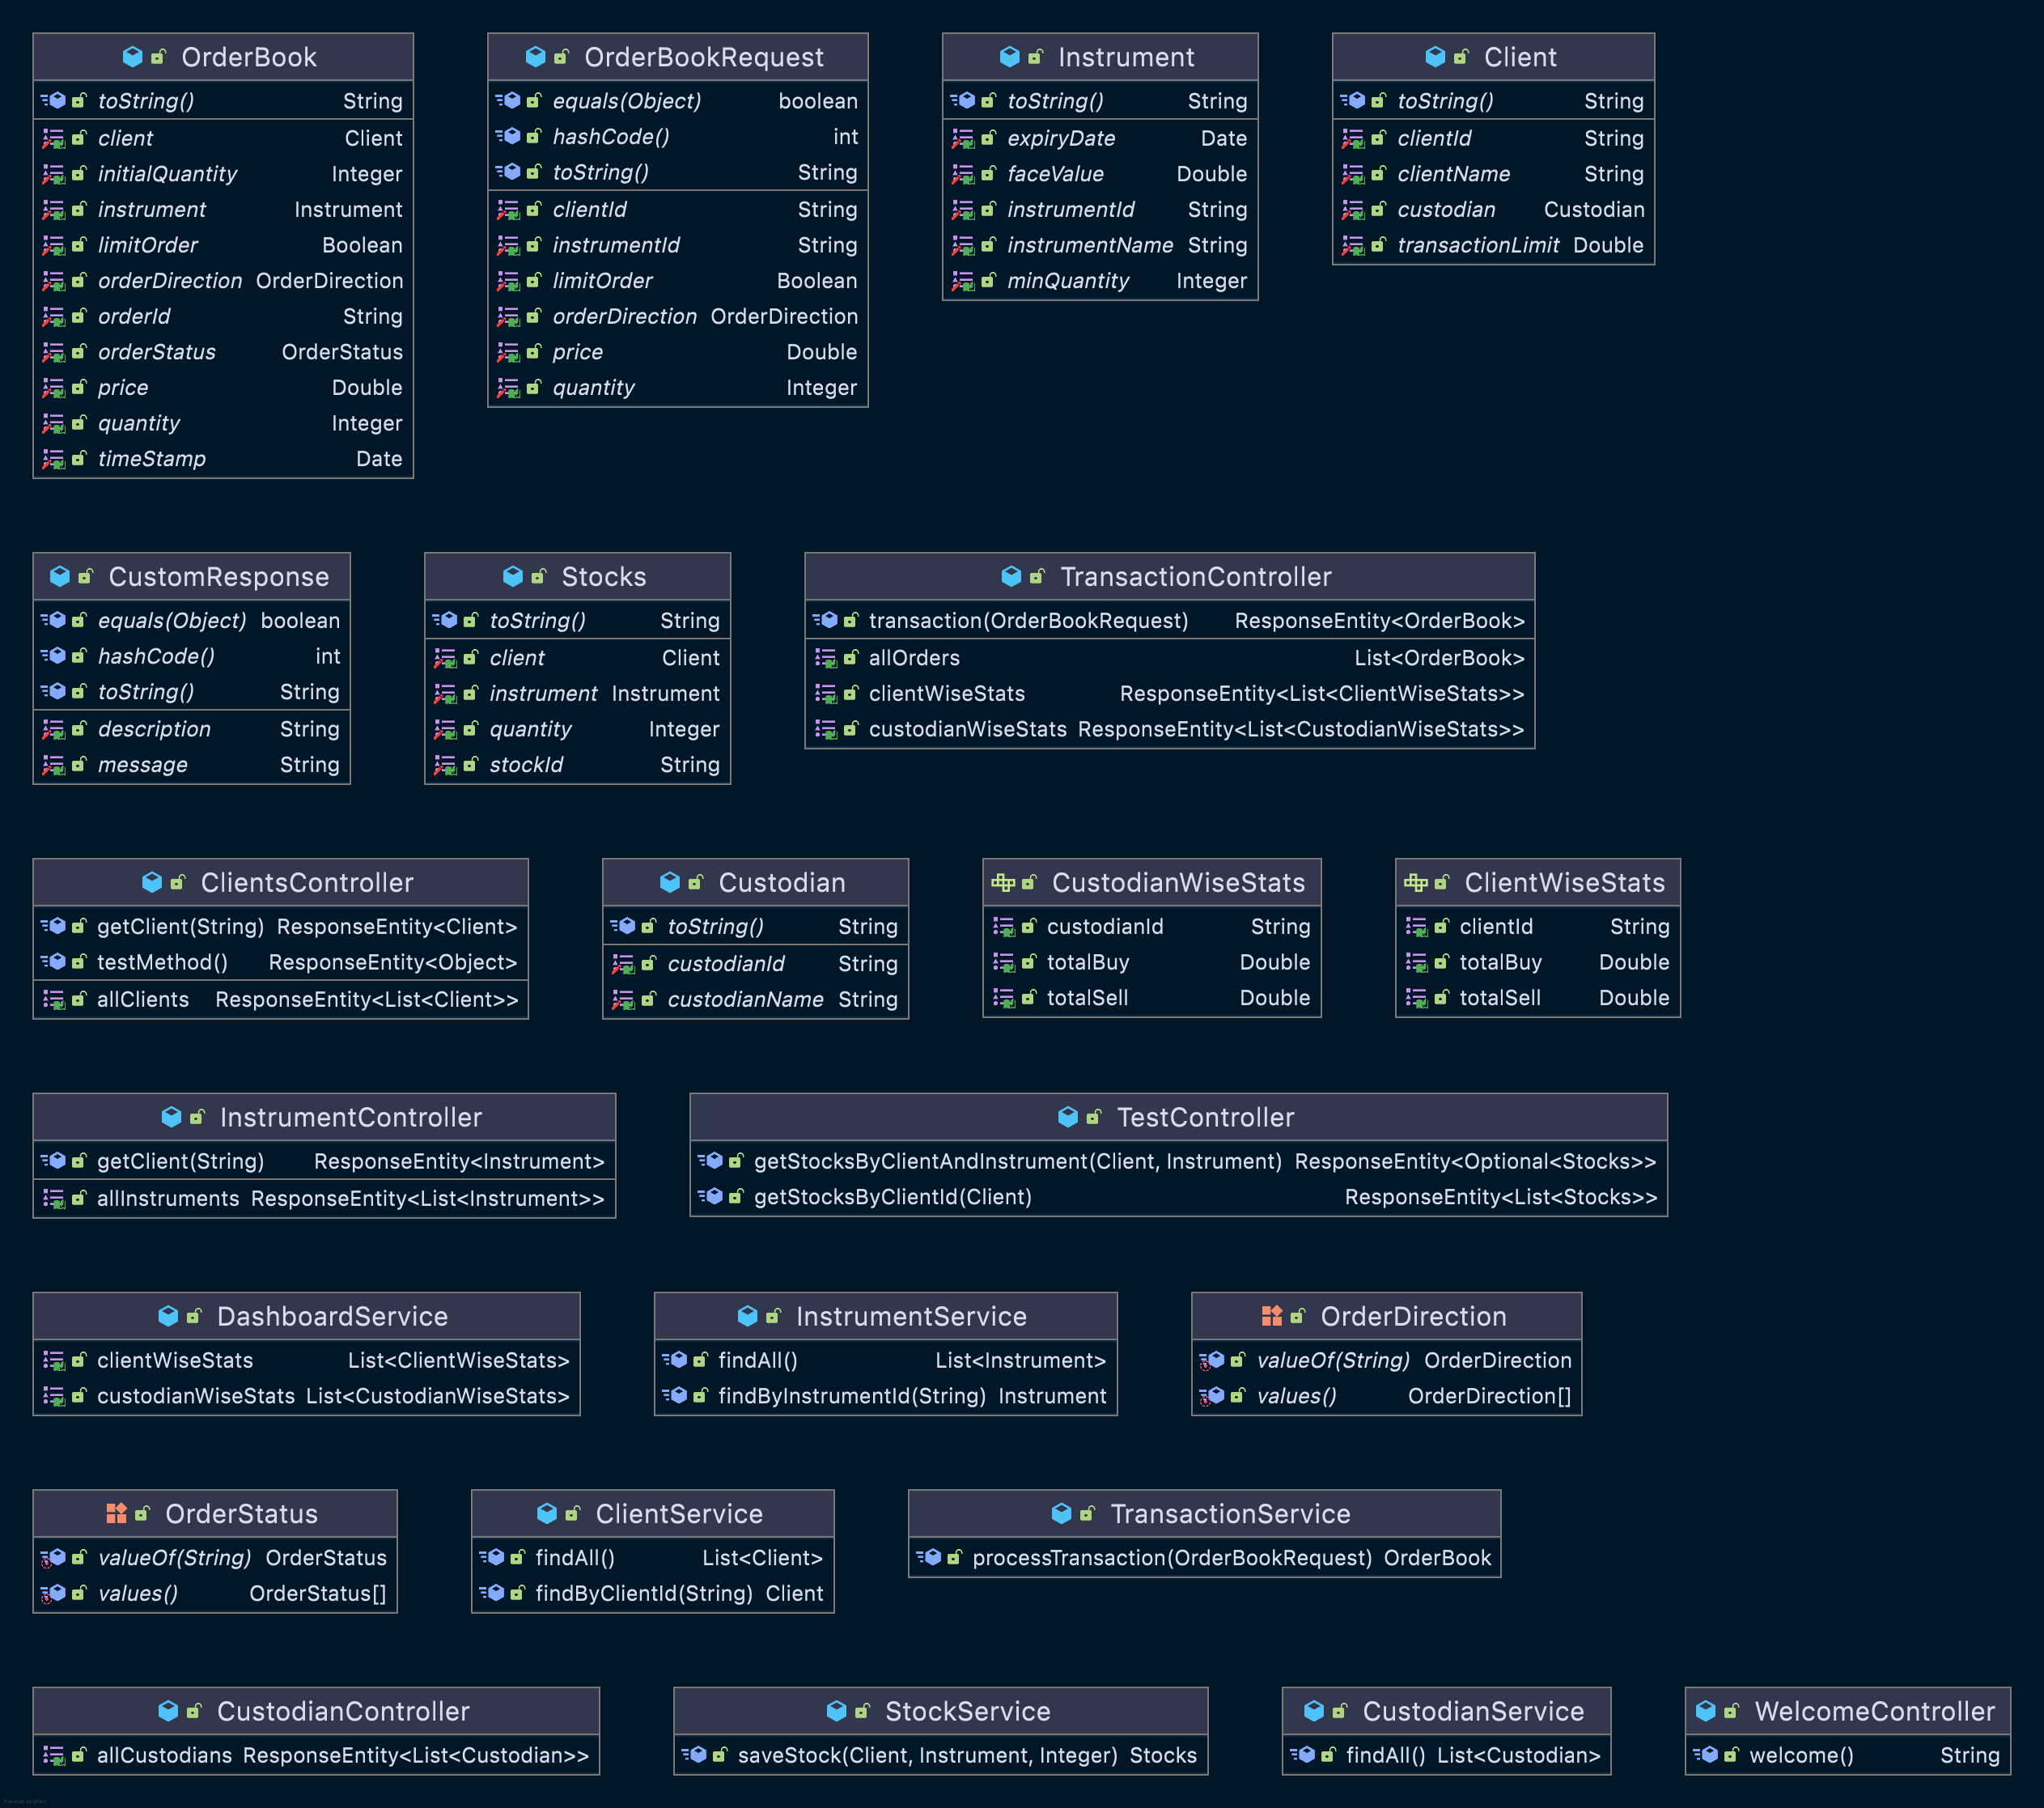 OrderBook
toString() String
client Client
initialQuantity Integer
instrument Instrument
limitOrder Boolean
orderDirection OrderDirection
orderId String
orderStatus OrderStatus
price Double
quantity Integer
timeStamp Date
OrderBookRequest
equals(Object) boolean
hashCode() int
toString() String
clientId String
instrumentId String
limitOrder Boolean
orderDirection OrderDirection
price Double
quantity Integer
Instrument
toString() String
expiryDate Date
faceValue Double
instrumentId String
instrumentName String
minQuantity Integer
Client
toString() String
clientId String
clientName String
custodian Custodian
transactionLimit Double
CustomResponse
equals(Object) boolean
hashCode() int
toString() String
description String
message String
Stocks
toString() String
client Client
instrument Instrument
quantity Integer
stockId String
TransactionController
transaction(OrderBookRequest) ResponseEntity<OrderBook>
allOrders List<OrderBook>
clientWiseStats ResponseEntity<List<ClientWiseStats>>
custodianWiseStats ResponseEntity<List<CustodianWiseStats>>
ClientsController
getClient(String) ResponseEntity<Client>
testMethod() ResponseEntity<Object>
allClients ResponseEntity<List<Client>>
Custodian
toString() String
custodianId String
custodianName String
CustodianWiseStats
custodianId String
totalBuy Double
totalSell Double
ClientWiseStats
clientId String
totalBuy Double
totalSell Double
InstrumentController
getClient(String) ResponseEntity<Instrument>
allInstruments ResponseEntity<List<Instrument>>
TestController
getStocksByClientAndInstrument(Client, Instrument) ResponseEntity<Optional<Stocks>>
getStocksByClientId(Client) ResponseEntity<List<Stocks>>
DashboardService
clientWiseStats List<ClientWiseStats>
custodianWiseStats List<CustodianWiseStats>
InstrumentService
findAll() List<Instrument>
findByInstrumentId(String) Instrument
OrderDirection
valueOf(String) OrderDirection
values() OrderDirection[]
OrderStatus
valueOf(String) OrderStatus
values() OrderStatus[]
ClientService
findAll() List<Client>
findByClientId(String) Client
TransactionService
processTransaction(OrderBookRequest) OrderBook
CustodianController
allCustodians ResponseEntity<List<Custodian>>
StockService
saveStock(Client, Instrument, Integer) Stocks
CustodianService
findAll() List<Custodian>
WelcomeController
welcome() String
Powered by yFiles